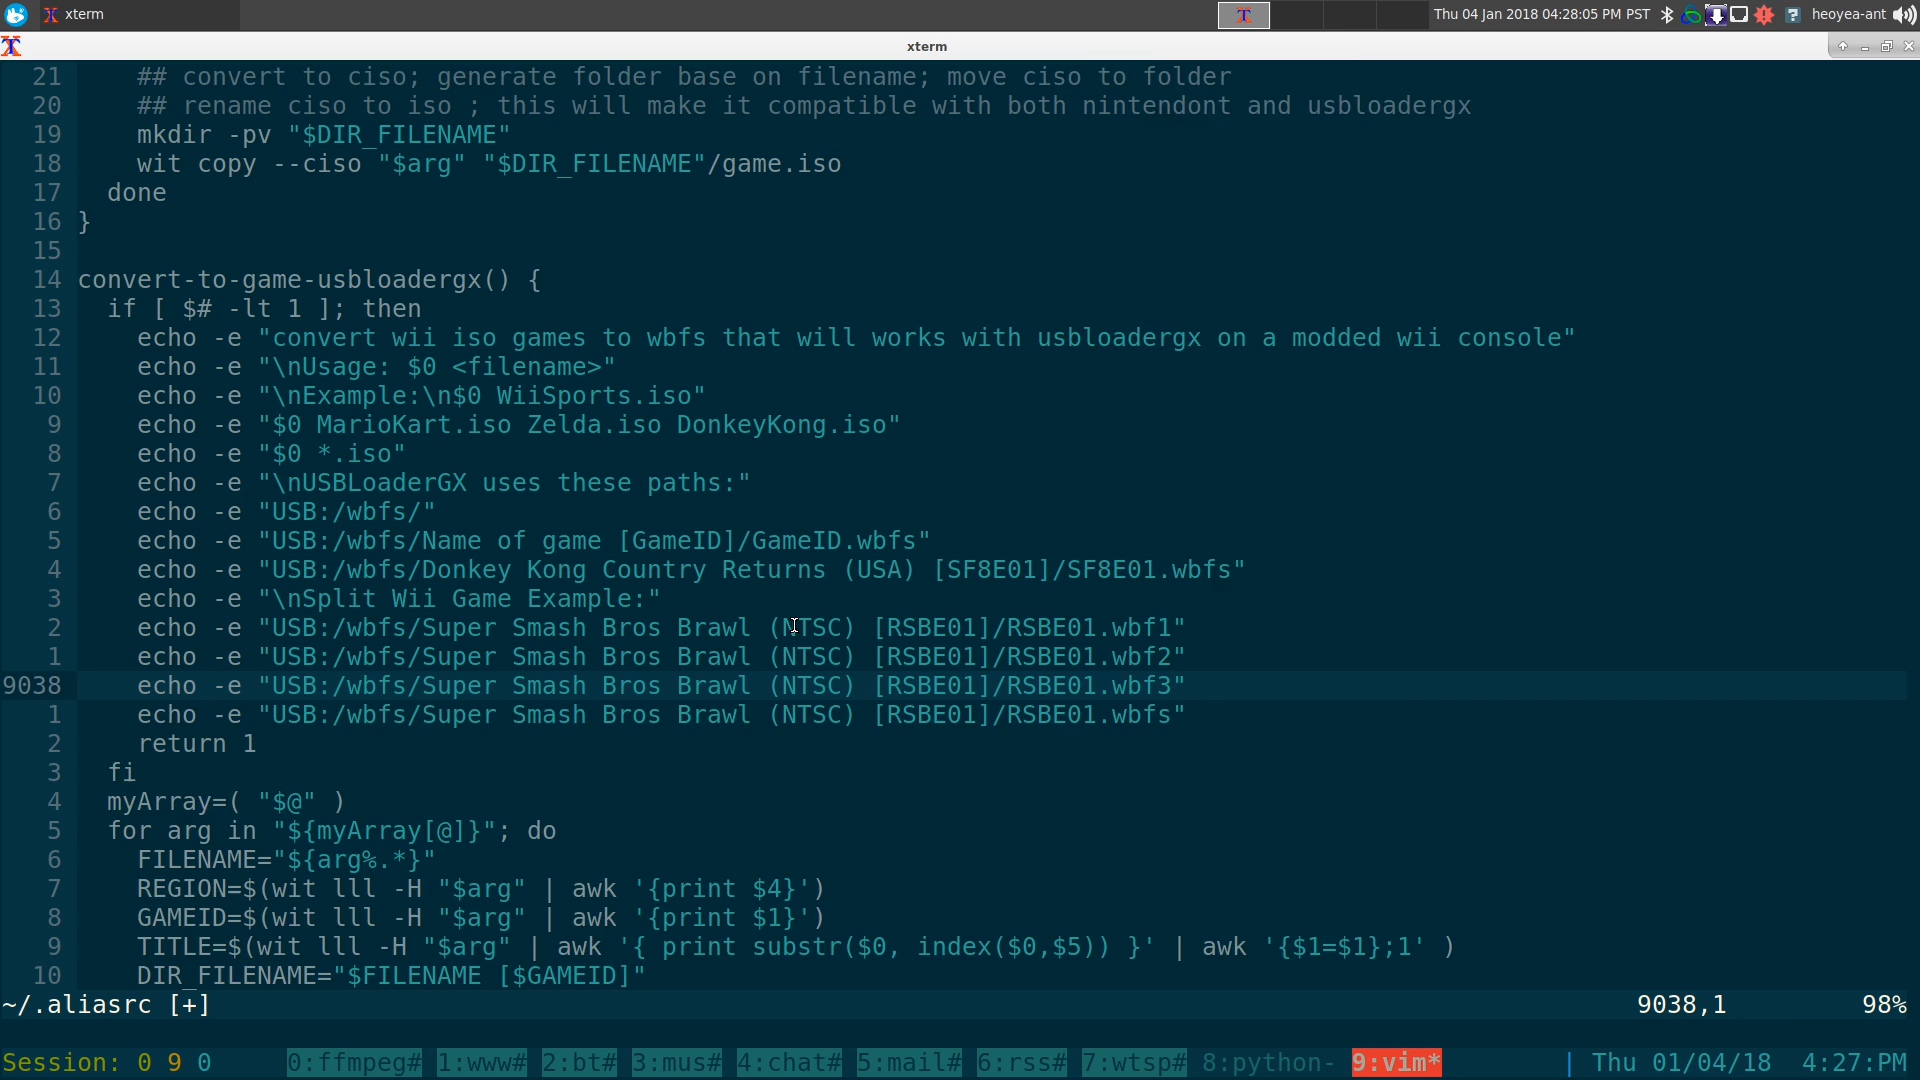 xterm
Thu 04 Jan 2018 04:28:05 PM PST
heoyea-ant
xterm
21 ## convert to ciso; generate folder base on filename; move ciso to folder
20 ## rename ciso to iso ; this will make it compatible with both nintendont and usbloadergx
19 mkdir -pv "$DIR_FILENAME"
18 wit copy --ciso "$arg" "$DIR_FILENAME"/game.iso
17 done
16 }
15
14 convert-to-game-usbloadergx() {
13 if [ $# -lt 1 ]; then
12 echo -e "convert wii iso games to wbfs that will works with usbloadergx on a modded wii console"
11 echo -e "\nUsage: $0 <filename>"
10 echo -e "\nExample:\n$0 WiiSports.iso"
9 echo -e "$0 MarioKart.iso Zelda.iso DonkeyKong.iso"
8 echo -e "$0 *.iso"
7 echo -e "\nUSBLoaderGX uses these paths:"
6 echo -e "USB:/wbfs/"
5 echo -e "USB:/wbfs/Name of game [GameID]/GameID.wbfs"
4 echo -e "USB:/wbfs/Donkey Kong Country Returns (USA) [SF8E01]/SF8E01.wbfs"
3 echo -e "\nSplit Wii Game Example:"
2 echo -e "USB:/wbfs/Super Smash Bros Brawl (NTSC) [RSBE01]/RSBE01.wbf1"
1 echo -e "USB:/wbfs/Super Smash Bros Brawl (NTSC) [RSBE01]/RSBE01.wbf2"
9038 echo -e "USB:/wbfs/Super Smash Bros Brawl (NTSC) [RSBE01]/RSBE01.wbf3"
1 echo -e "USB:/wbfs/Super Smash Bros Brawl (NTSC) [RSBE01]/RSBE01.wbfs"
2 return 1
3 fi
4 myArray=( "$@" )
5 for arg in "${myArray[@]}"; do
6 FILENAME="${arg%.*}"
7 REGION=$(wit lll -H "$arg" | awk '{print $4}')
8 GAMEID=$(wit lll -H "$arg" | awk '{print $1}')
9 TITLE=$(wit lll -H "$arg" | awk '{ print substr($0, index($0,$5)) }' | awk '{$1=$1};1' )
10 DIR_FILENAME="$FILENAME [$GAMEID]"
~/.aliasrc [+] 9038,1 98%
Session: 0 9 0 0:ffmpeg# 1:www# 2:bt# 3:mus# 4:chat# 5:mail# 6:rss# 7:wtsp# 8:python- 9:vim* | Thu 01/04/18 4:27:PM